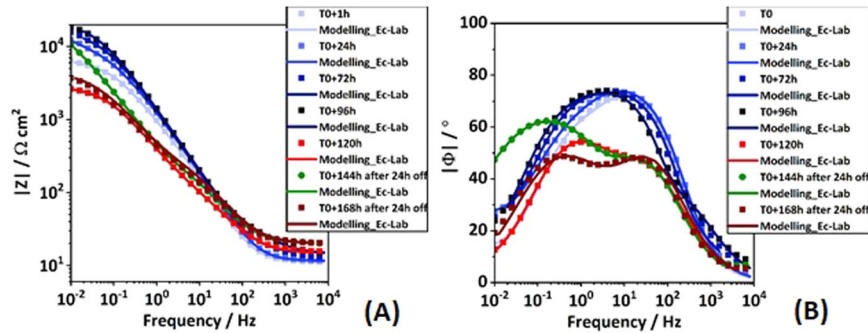 10⁴
10³
10²
10¹
|Z| / Ω cm²
10⁻² 10⁻¹ 10⁰ 10¹ 10² 10³ 10⁴
Frequency / Hz
(A)
T0+1h
Modelling_Ec-Lab
T0+24h
Modelling_Ec-Lab
T0+72h
Modelling_Ec-Lab
T0+96h
Modelling_Ec-Lab
T0+120h
Modelling_Ec-Lab
T0+144h after 24h off
Modelling_Ec-Lab
T0+168h after 24h off
Modelling_Ec-Lab
100
80
60
40
20
0
|Φ| / °
10⁻² 10⁻¹ 10⁰ 10¹ 10² 10³ 10⁴
Frequency / Hz
(B)
T0
Modelling_Ec-Lab
T0+24h
Modelling_Ec-Lab
T0+72h
Modelling_Ec-Lab
T0+96h
Modelling_Ec-Lab
T0+120h
Modelling_Ec-Lab
T0+144h after 24h off
Modelling_Ec-Lab
T0+168h after 24h off
Modelling_Ec-Lab